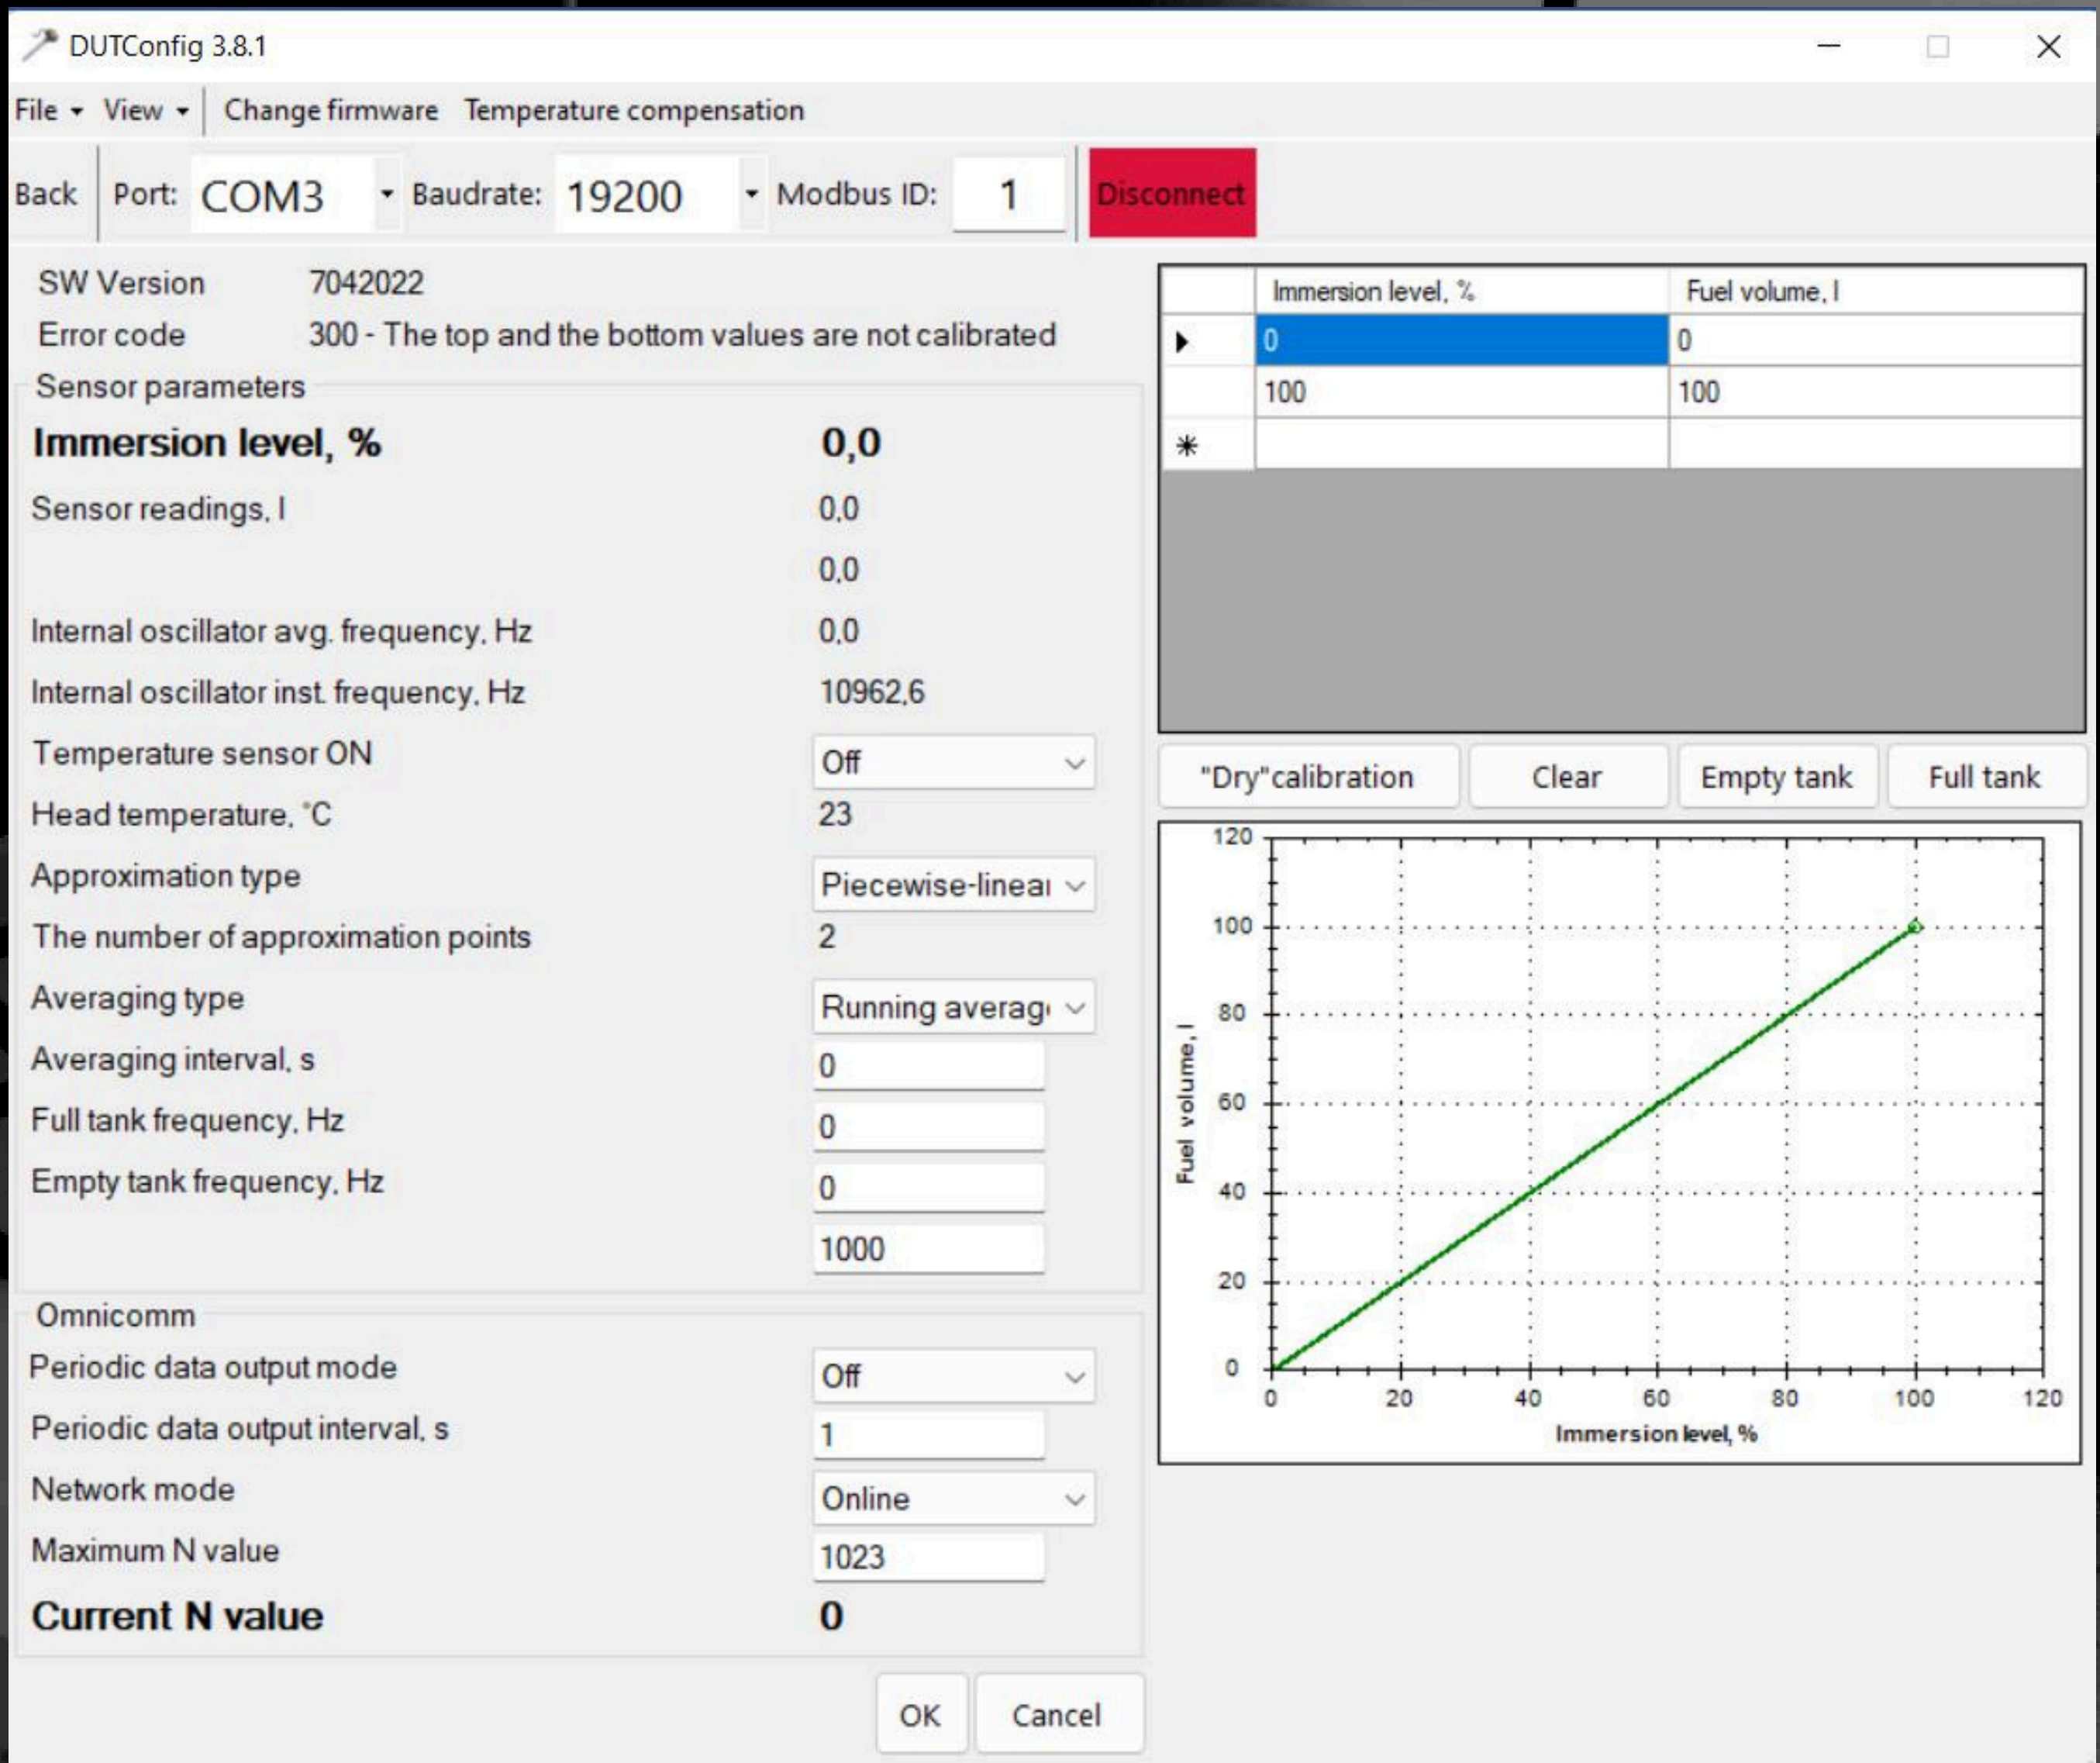 DUTConfig 3.8.1
File View Change firmware Temperature compensation
Back Port: COM3 Baudrate: 19200 Modbus ID: 1 Disconnect
SW Version 7042022
Error code 300 - The top and the bottom values are not calibrated
Sensor parameters
Immersion level, % 0,0
Sensor readings, l 0,0
0,0
Internal oscillator avg. frequency, Hz 0,0
Internal oscillator inst. frequency, Hz 10962,6
Temperature sensor ON Off
Head temperature, °C 23
Approximation type Piecewise-linear
The number of approximation points 2
Averaging type Running averag
Averaging interval, s 0
Full tank frequency, Hz 0
Empty tank frequency, Hz 0
1000
Omnicomm
Periodic data output mode Off
Periodic data output interval, s 1
Network mode Online
Maximum N value 1023
Current N value 0
OK Cancel
Immersion level, % Fuel volume, l
0 0
100 100
"Dry"calibration Clear Empty tank Full tank
120
100
80
60
40
20
0
Fuel volume, l
0 20 40 60 80 100 120
Immersion level, %